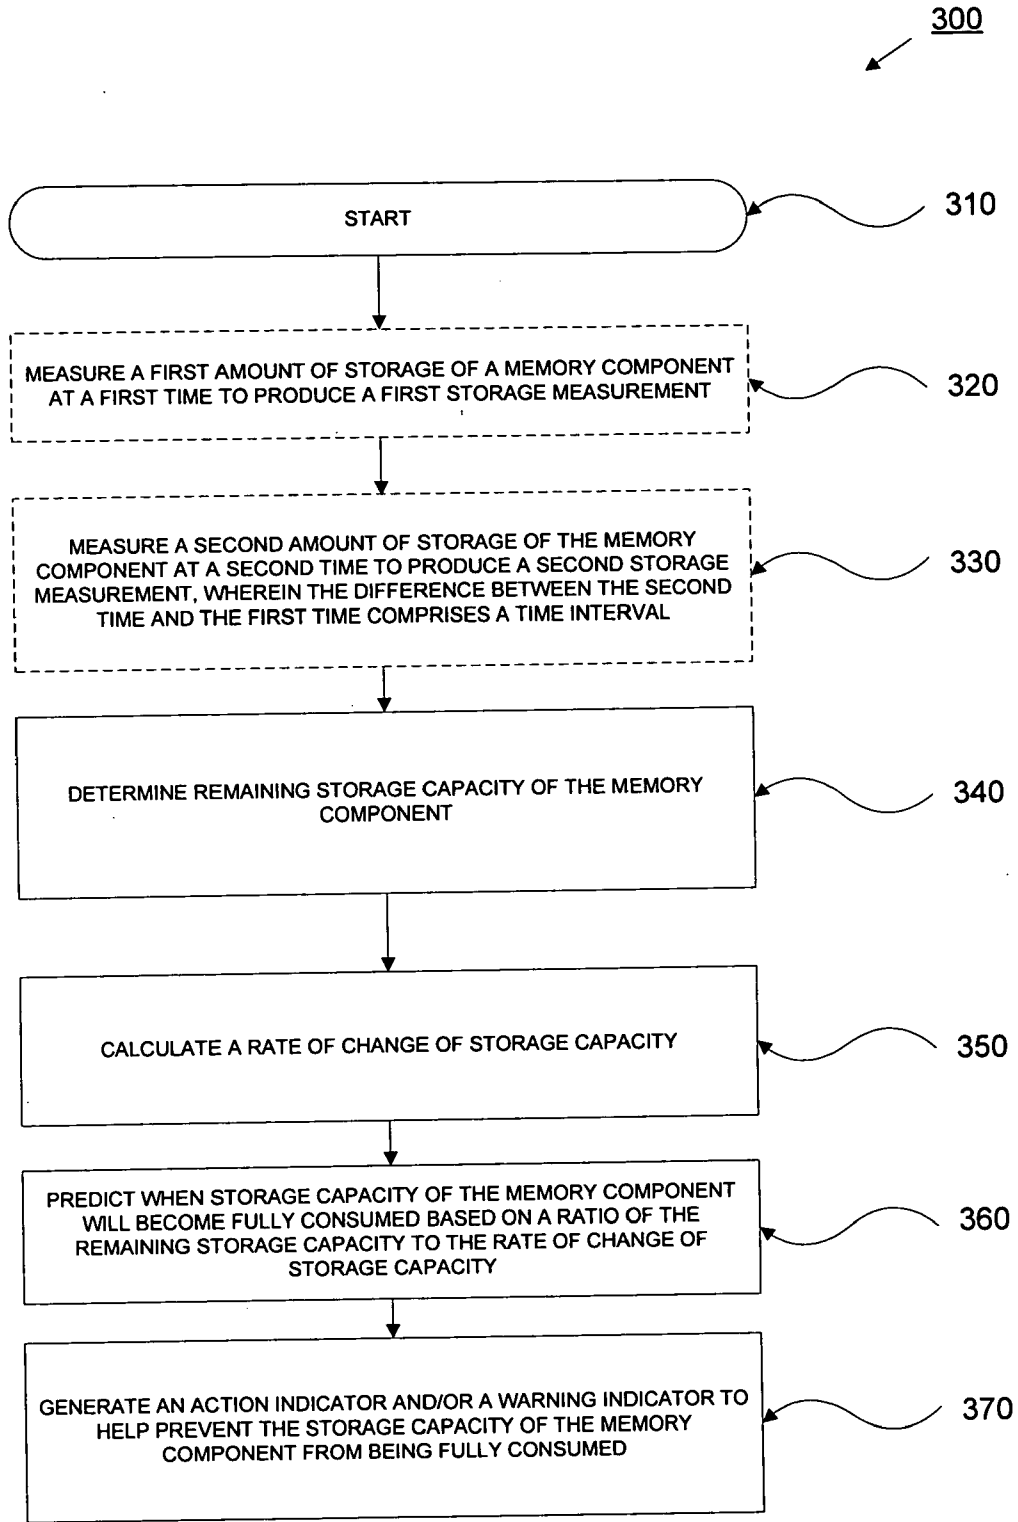 300
START
310
MEASURE A FIRST AMOUNT OF STORAGE OF A MEMORY COMPONENT
AT A FIRST TIME TO PRODUCE A FIRST STORAGE MEASUREMENT
320
MEASURE A SECOND AMOUNT OF STORAGE OF THE MEMORY
COMPONENT AT A SECOND TIME TO PRODUCE A SECOND STORAGE
MEASUREMENT, WHEREIN THE DIFFERENCE BETWEEN THE SECOND
TIME AND THE FIRST TIME COMPRISES A TIME INTERVAL
330
DETERMINE REMAINING STORAGE CAPACITY OF THE MEMORY
COMPONENT
340
CALCULATE A RATE OF CHANGE OF STORAGE CAPACITY
350
PREDICT WHEN STORAGE CAPACITY OF THE MEMORY COMPONENT
WILL BECOME FULLY CONSUMED BASED ON A RATIO OF THE
REMAINING STORAGE CAPACITY TO THE RATE OF CHANGE OF
STORAGE CAPACITY
360
GENERATE AN ACTION INDICATOR AND/OR A WARNING INDICATOR TO
HELP PREVENT THE STORAGE CAPACITY OF THE MEMORY
COMPONENT FROM BEING FULLY CONSUMED
370